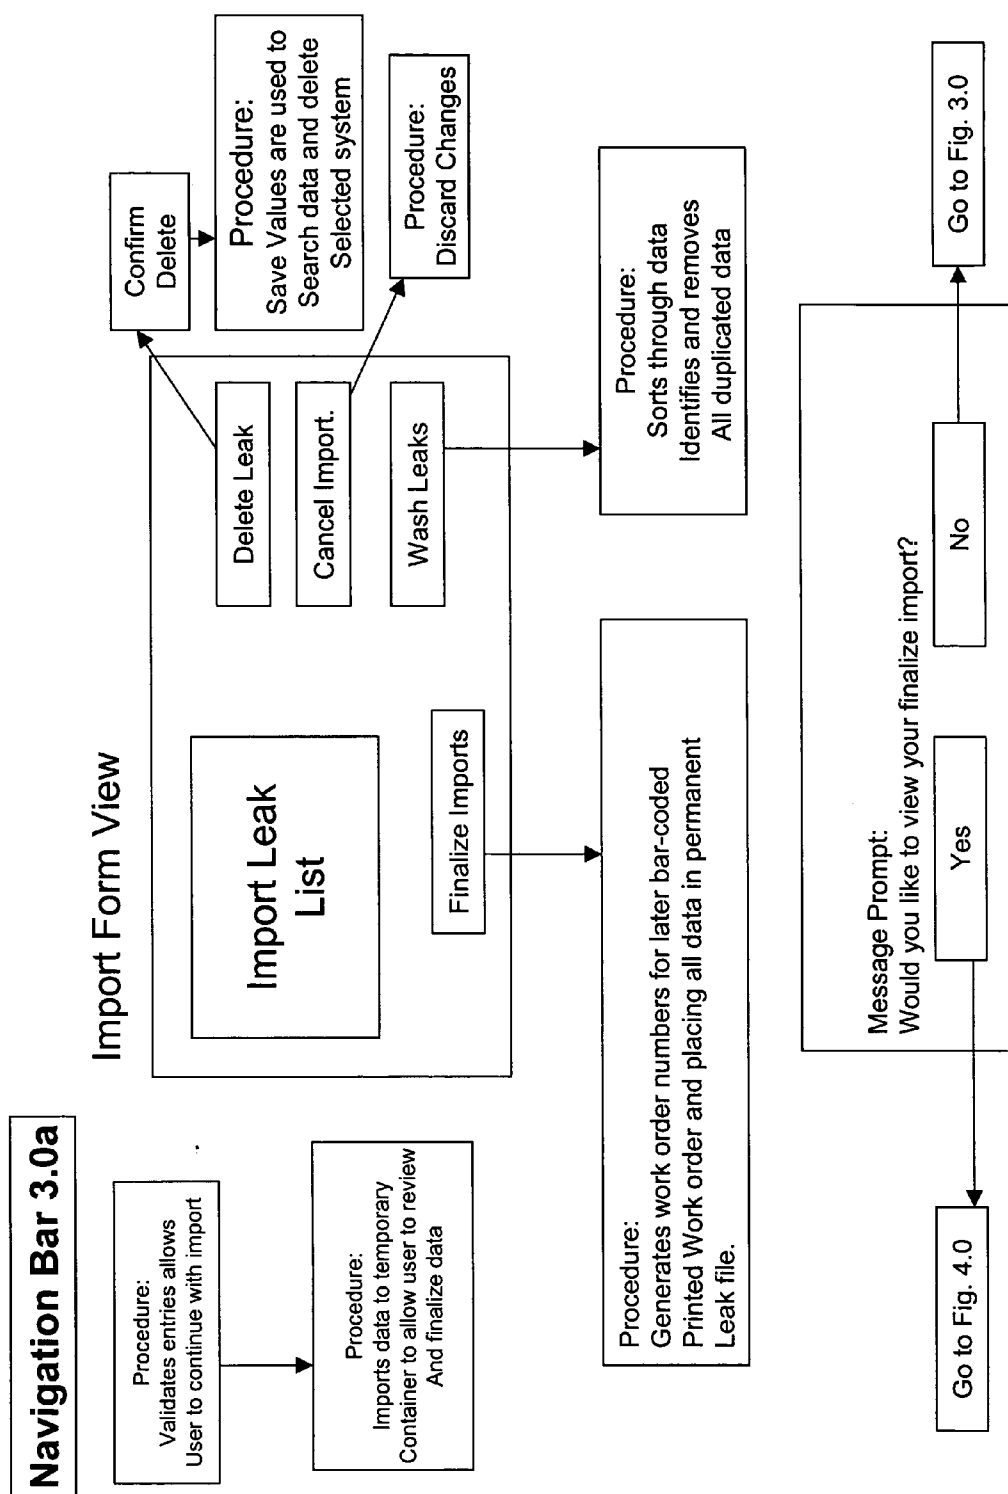 Navigation Bar 3.0a
Procedure:
Validates entries allows
User to continue with import
Procedure:
Imports data to temporary
Container to allow user to review
And finalize data
Import Form View
Import Leak
List
Finalize Imports
Delete Leak
Cancel Import.
Wash Leaks
Confirm
Delete
Procedure:
Save Values are used to
Search data and delete
Selected system
Procedure:
Discard Changes
Procedure:
Generates work order numbers for later bar-coded
Printed Work order and placing all data in permanent
Leak file.
Procedure:
Sorts through data
Identifies and removes
All duplicated data
Message Prompt:
Would you like to view your finalize import?
Yes
No
Go to Fig. 4.0
Go to Fig. 3.0